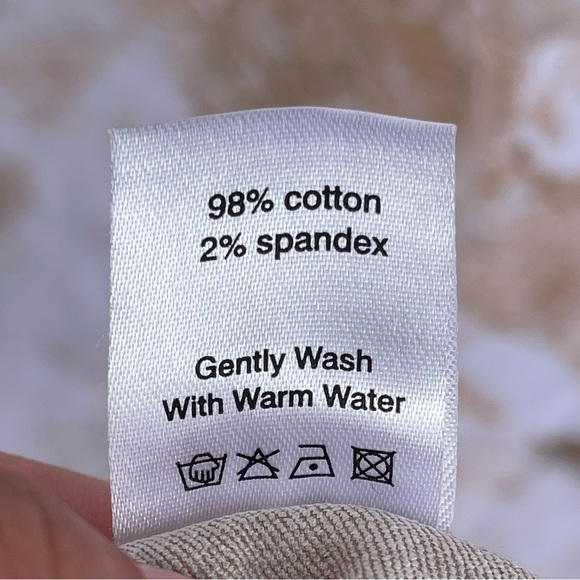 98% cotton
2% spandex
Gently Wash
With Warm Water